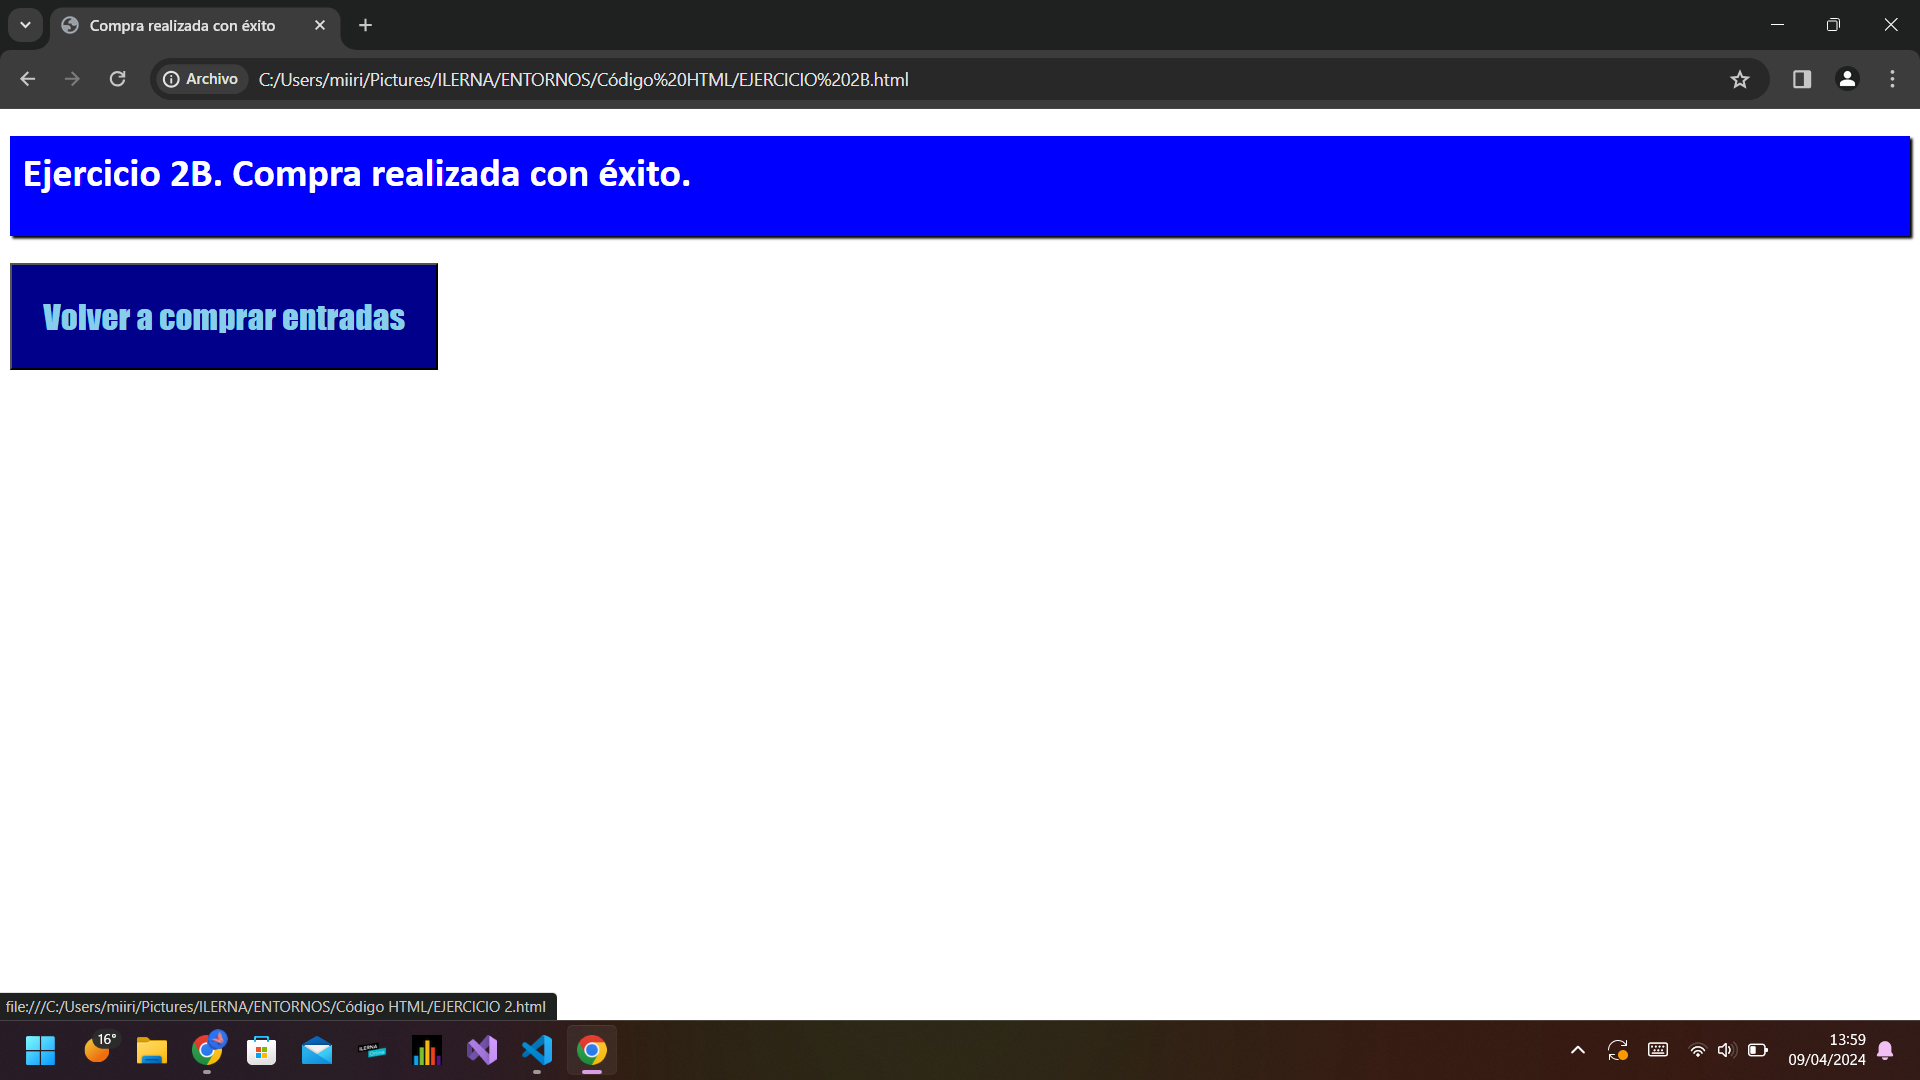 Compra realizada con éxito
Archivo
C:/Users/miiri/Pictures/ILERNA/ENTORNOS/Código%20HTML/EJERCICIO%202B.html
Ejercicio 2B. Compra realizada con éxito.
Volver a comprar entradas
file:///C:/Users/miiri/Pictures/ILERNA/ENTORNOS/Código HTML/EJERCICIO 2.html
16°
ILERNA
13:59
09/04/2024